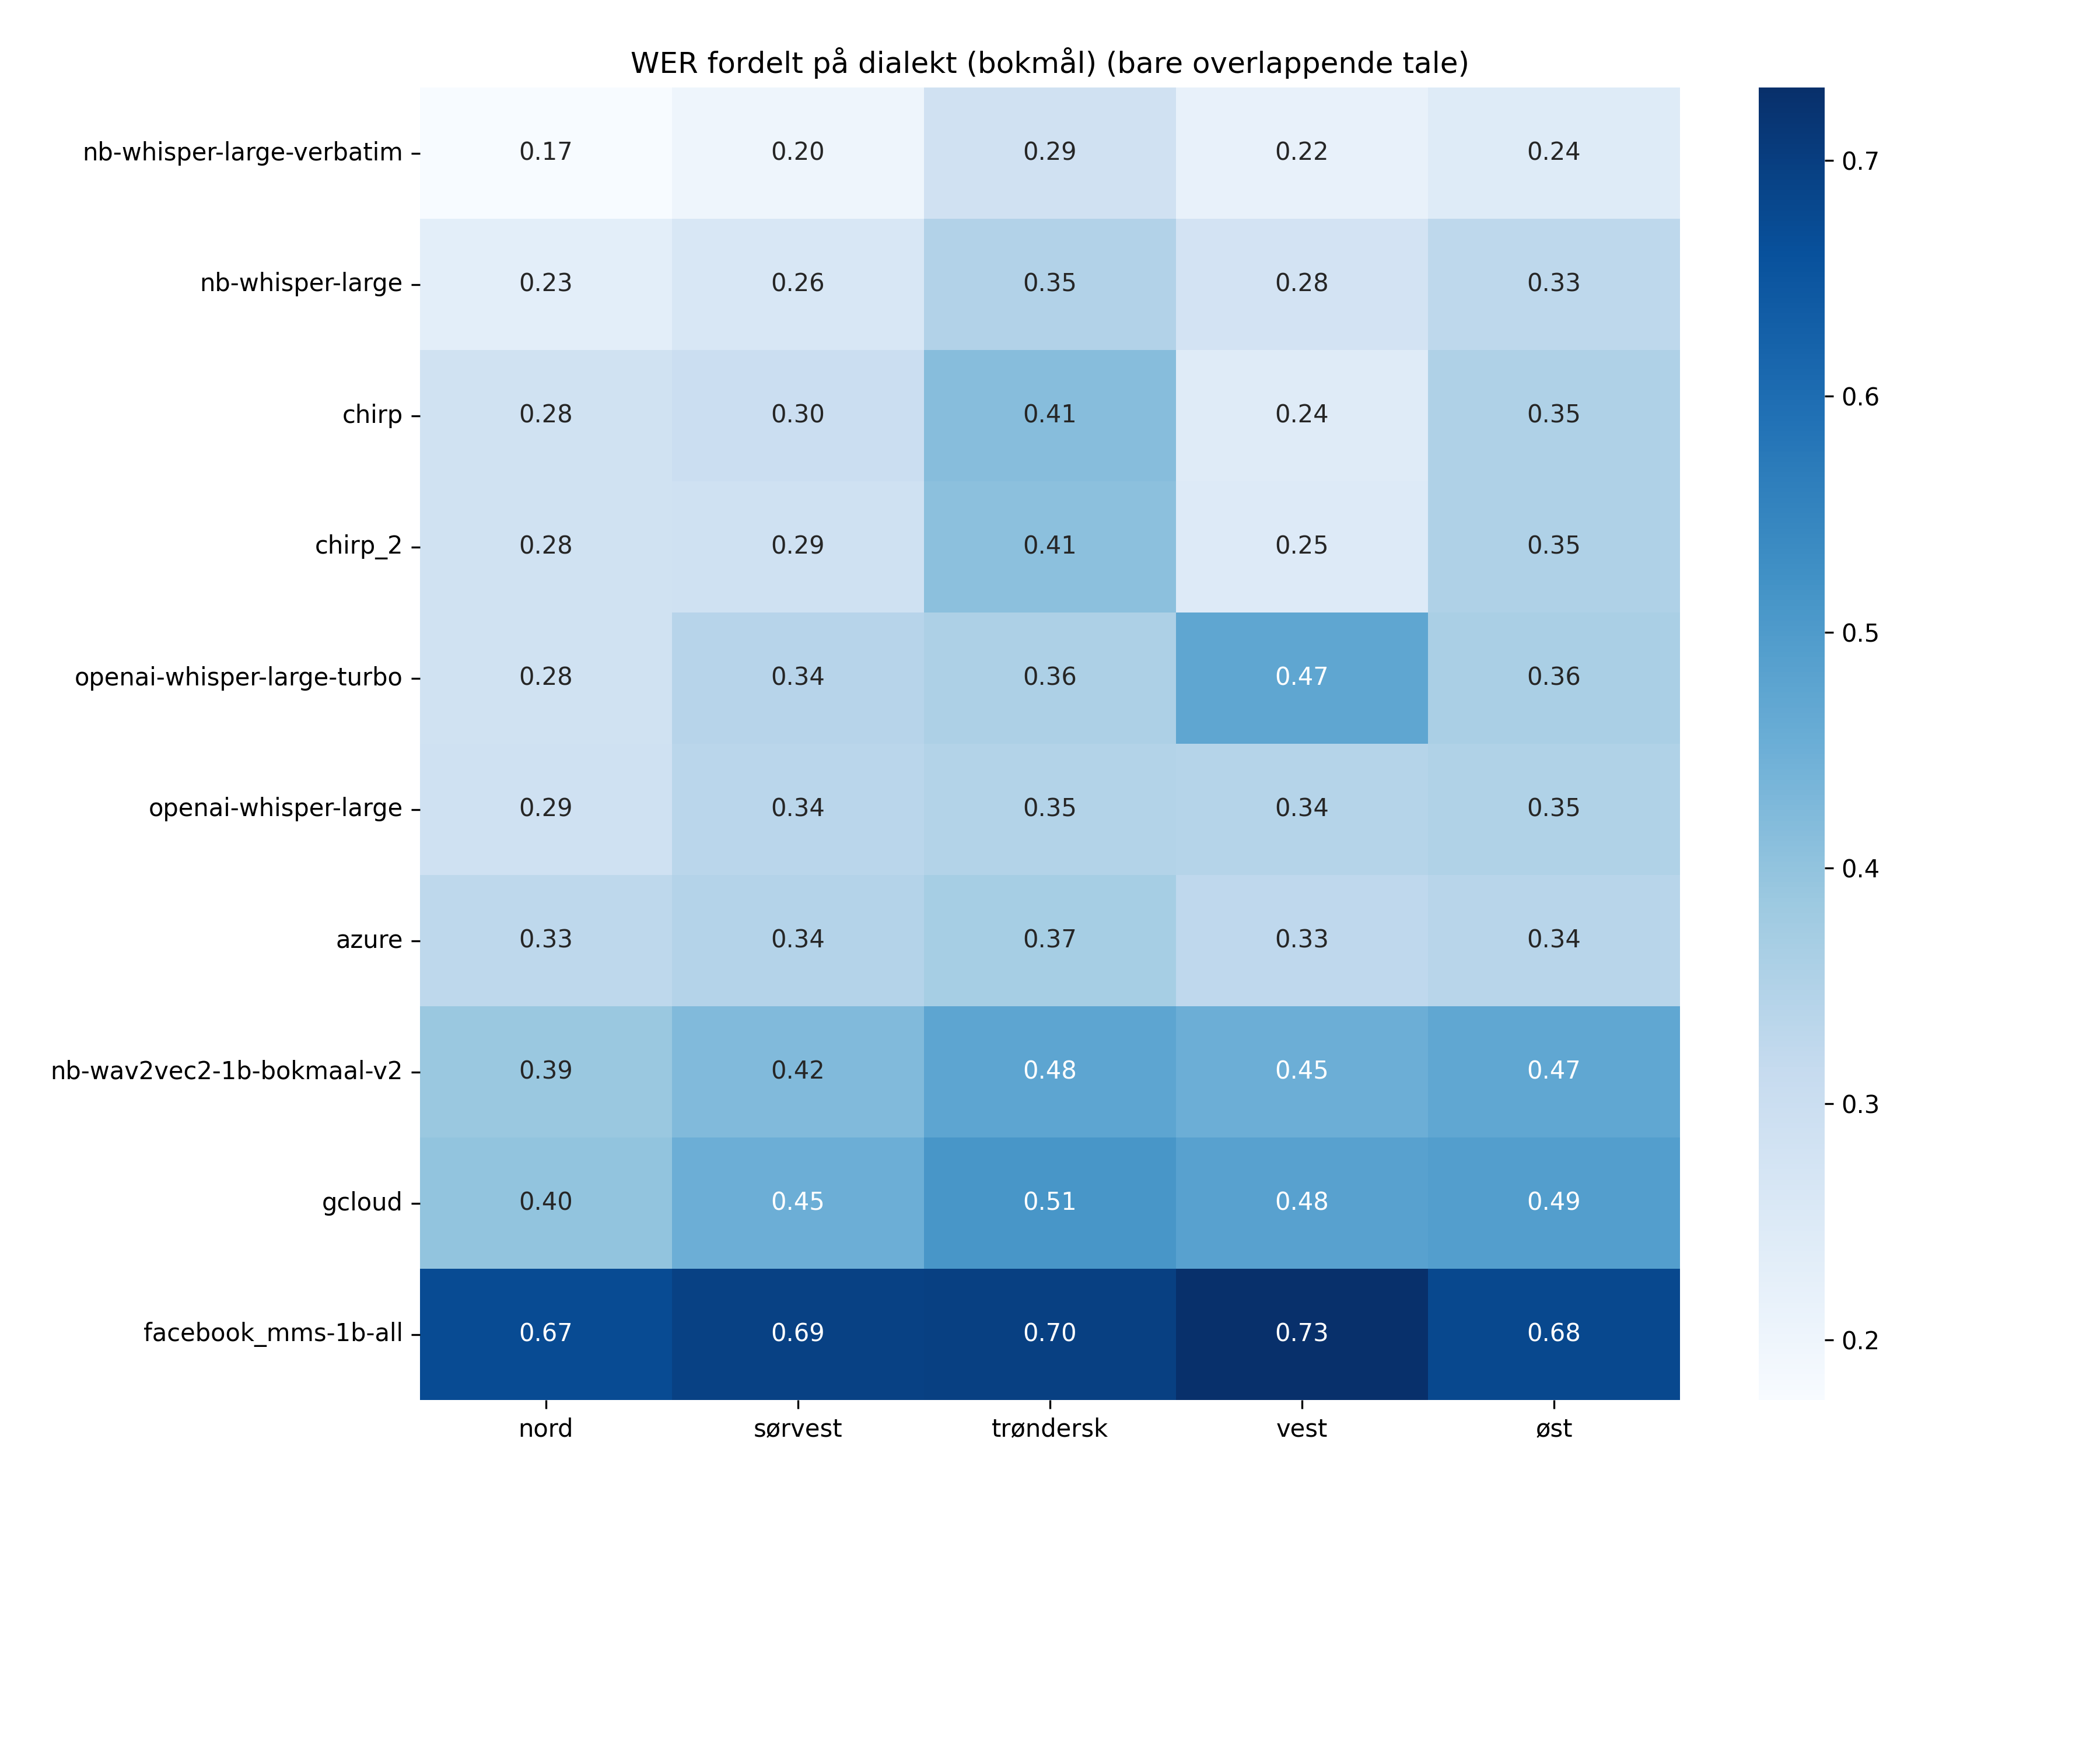 WER fordelt på dialekt (bokmål) (bare overlappende tale)
nb-whisper-large-verbatim 0.17 0.20 0.29 0.22 0.24
nb-whisper-large 0.23 0.26 0.35 0.28 0.33
chirp 0.28 0.30 0.41 0.24 0.35
chirp_2 0.28 0.29 0.41 0.25 0.35
openai-whisper-large-turbo 0.28 0.34 0.36 0.47 0.36
openai-whisper-large 0.29 0.34 0.35 0.34 0.35
azure 0.33 0.34 0.37 0.33 0.34
nb-wav2vec2-1b-bokmaal-v2 0.39 0.42 0.48 0.45 0.47
gcloud 0.40 0.45 0.51 0.48 0.49
facebook_mms-1b-all 0.67 0.69 0.70 0.73 0.68
nord sørvest trøndersk vest øst
0.7
0.6
0.5
0.4
0.3
0.2